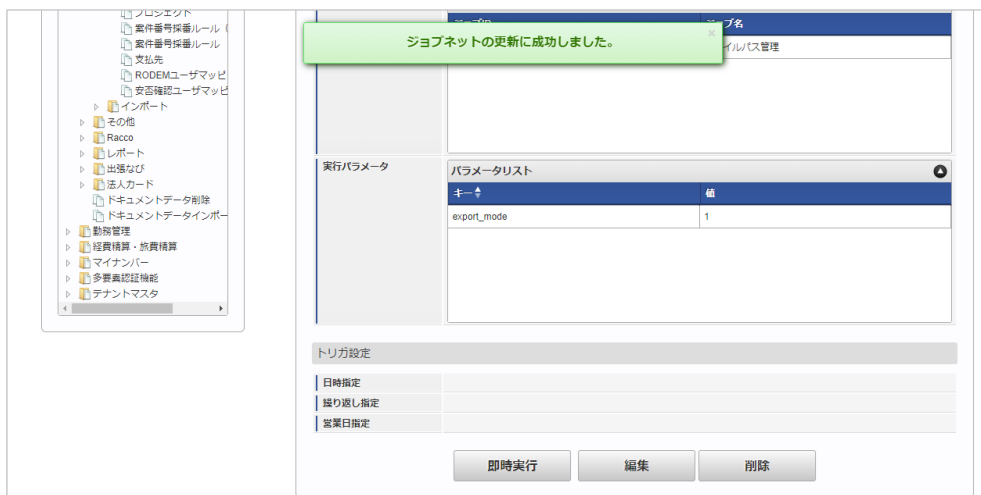 プロジェクト
案件番号採番ルール（
案件番号採番ルール
支払先
RODEMユーザマッピ
安否確認ユーザマッピ
インポート
その他
Racco
レポート
出張なび
法人カード
ドキュメントデータ削除
ドキュメントデータインポー
勤務管理
経費精算・旅費精算
マイナンバー
多要素認証機能
テナントマスタ
ジョブネットの更新に成功しました。
×
イルパス管理
実行パラメータ
パラメータリスト
キー 値
export_mode 1
トリガ設定
日時指定
繰り返し指定
営業日指定
即時実行 編集 削除